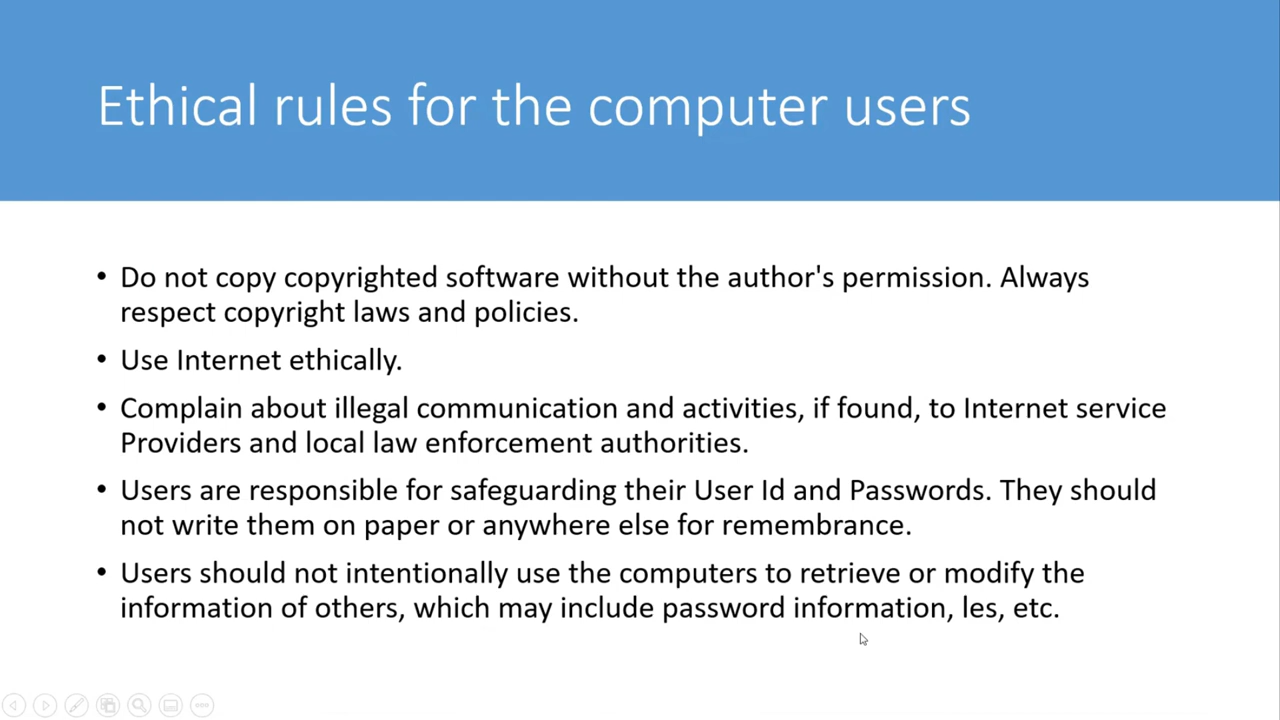 Ethical rules for the computer users
• Do not copy copyrighted software without the author's permission. Always
respect copyright laws and policies.
• Use Internet ethically.
• Complain about illegal communication and activities, if found, to Internet service
Providers and local law enforcement authorities.
• Users are responsible for safeguarding their User Id and Passwords. They should
not write them on paper or anywhere else for remembrance.
• Users should not intentionally use the computers to retrieve or modify the
information of others, which may include password information, les, etc.